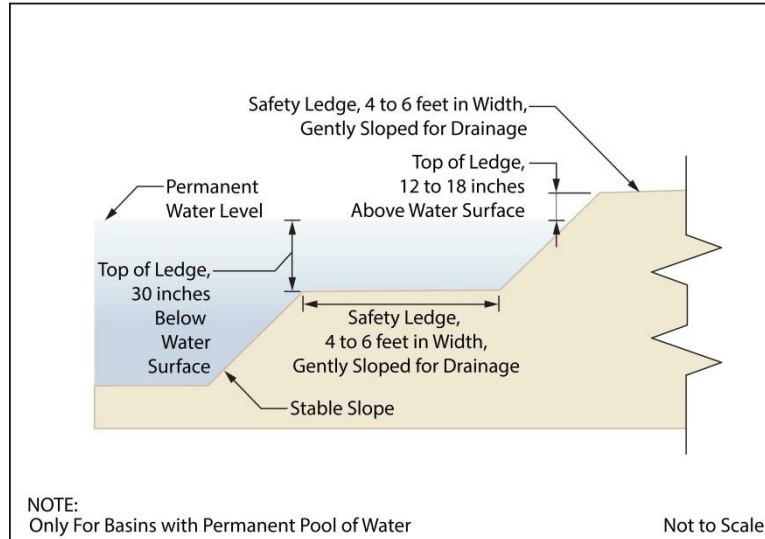 Safety Ledge, 4 to 6 feet in Width,
Gently Sloped for Drainage
Top of Ledge,
12 to 18 inches
Above Water Surface
Permanent
Water Level
Top of Ledge,
30 inches
Below
Water
Surface
Safety Ledge,
4 to 6 feet in Width,
Gently Sloped for Drainage
Stable Slope
NOTE:
Only For Basins with Permanent Pool of Water
Not to Scale